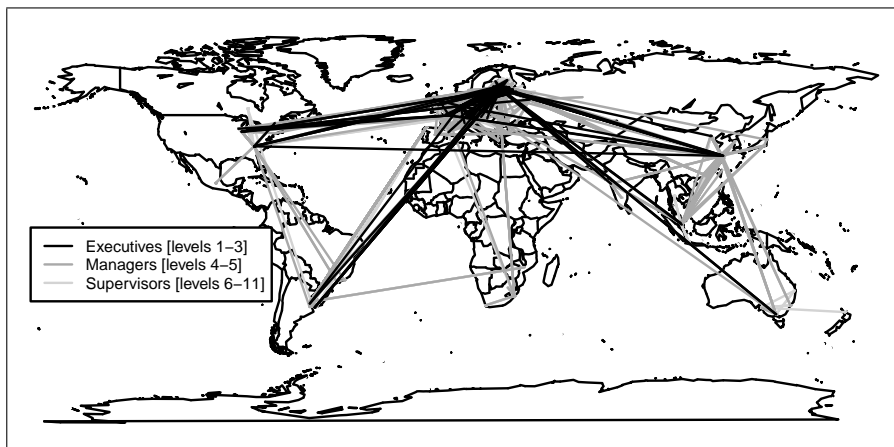 Executives [levels 1−3]
Managers [levels 4−5]
Supervisors [levels 6−11]